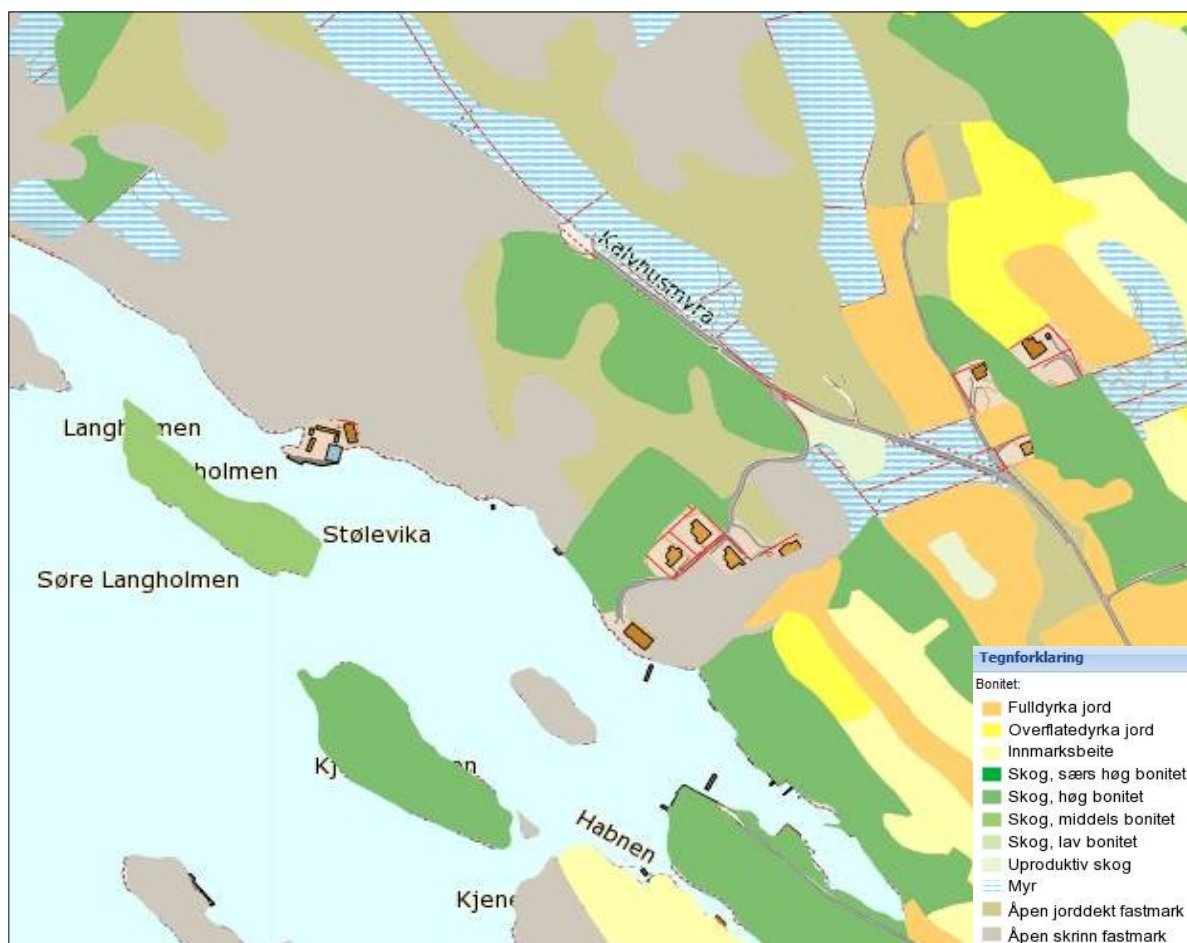 Kalvhusmyra
Langholmen
holmen
Stølevika
Søre Langholmen
Habnen
Tegnforklaring
Bonitet:
Fulldyrka jord
Overflatedyrka jord
Innmarksbeite
Skog, særs høg bonitet
Skog, høg bonitet
Skog, middels bonitet
Skog, lav bonitet
Uproduktiv skog
Myr
Åpen jorddekt fastmark
Åpen skrinn fastmark